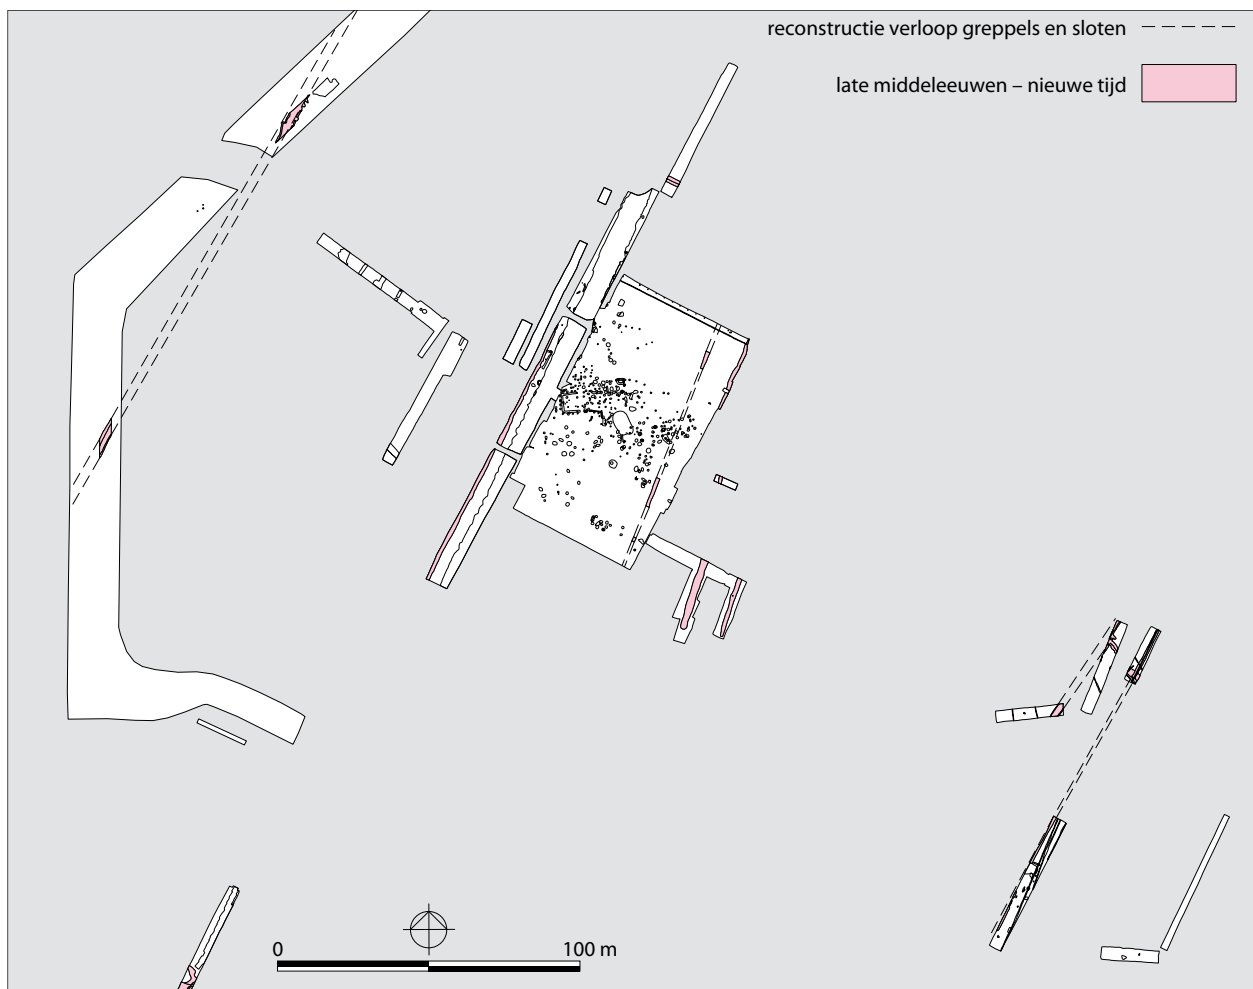 reconstructie verloop greppels en sloten
late middeleeuwen – nieuwe tijd
0 100 m